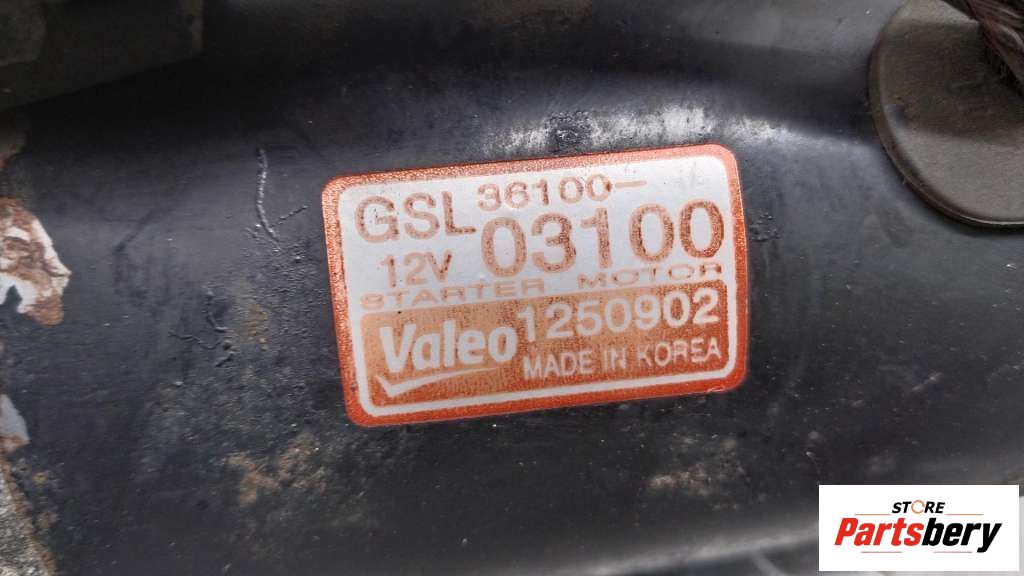 GSL 36100-
12V 03100
STARTER MOTOR
Valeo 1250902
MADE IN KOREA
STORE
Partsbery